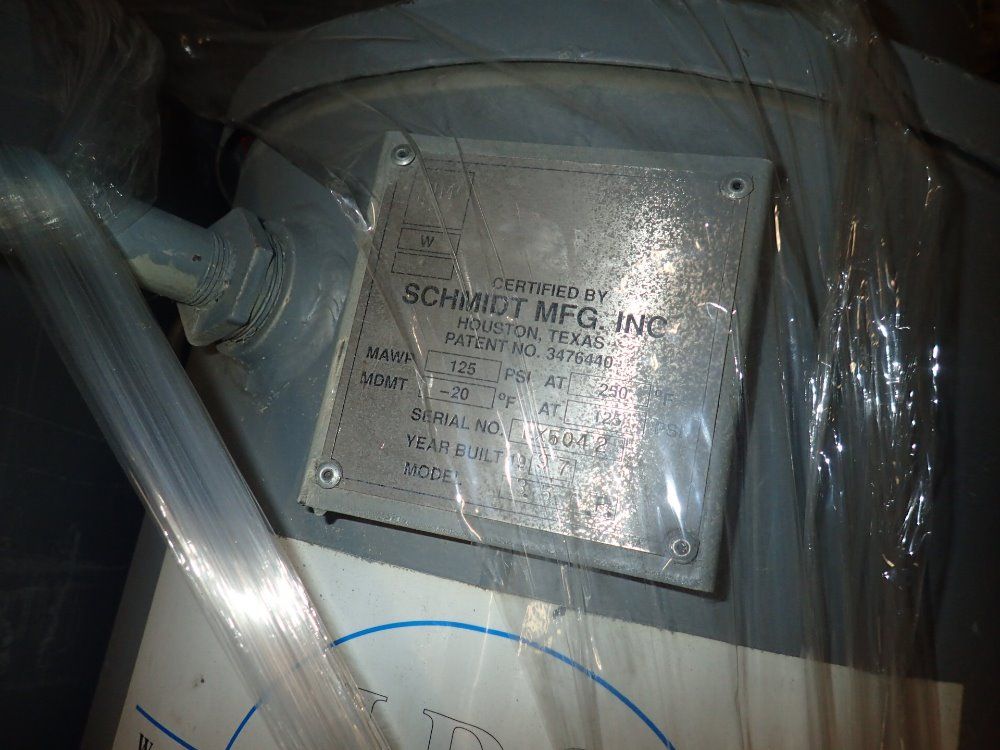 W
CERTIFIED BY
SCHMIDT MFG. INC
HOUSTON, TEXAS
PATENT NO. 3476440
MAWP 125 PSI AT 250 °F
MDMT -20 °F AT 125 PSI
SERIAL NO.
YEAR BUILT
MODEL